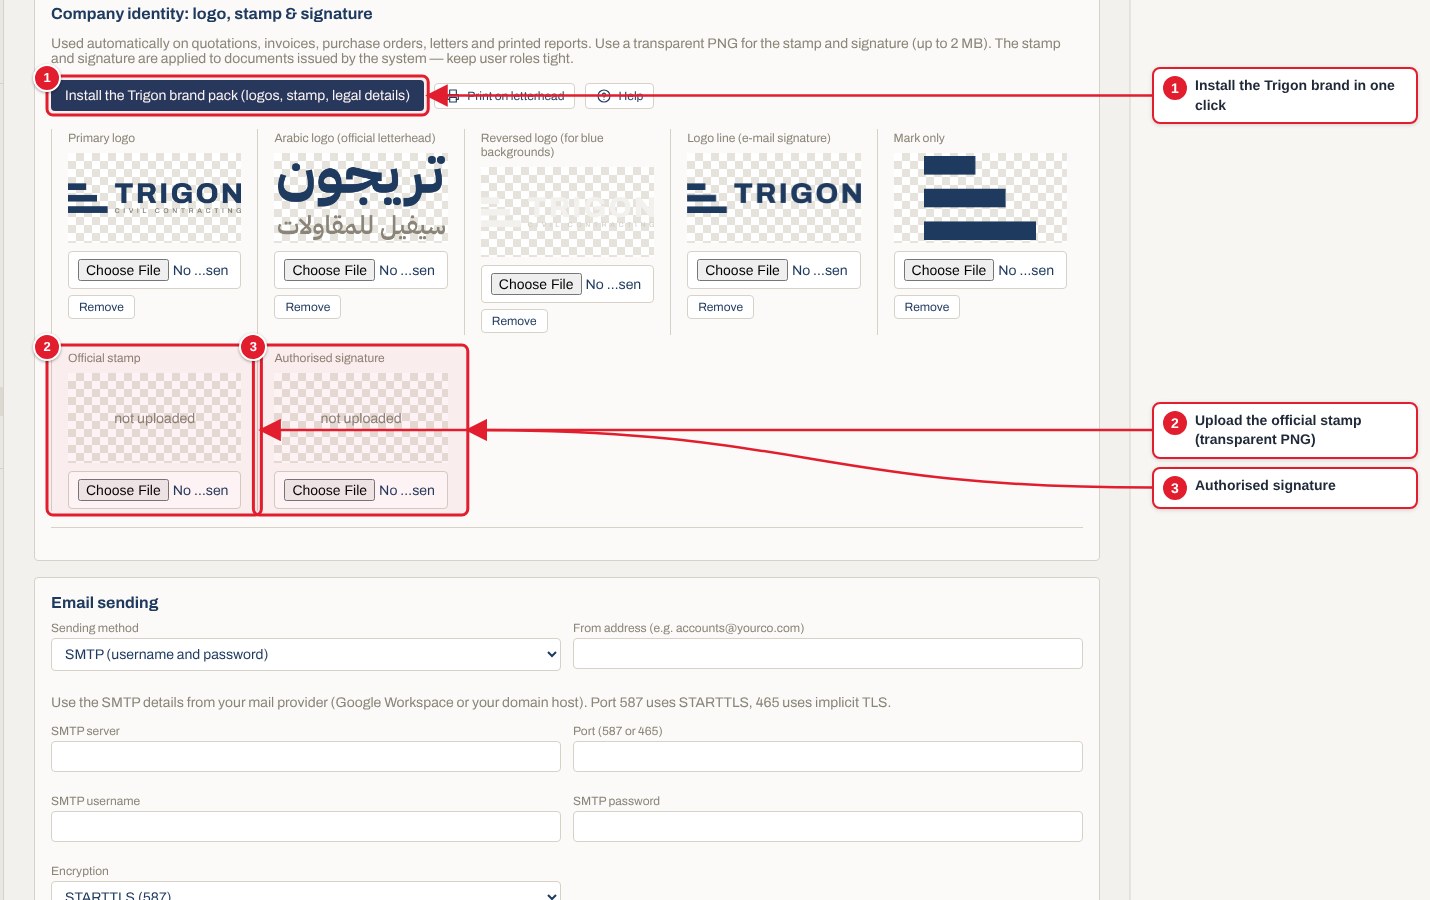 Company identity: logo, stamp & signature
Used automatically on quotations, invoices, purchase orders, letters and printed reports. Use a transparent PNG for the stamp and signature (up to 2 MB). The stamp
and signature are applied to documents issued by the system — keep user roles tight.
1
Install the Trigon brand pack (logos, stamp, legal details)
Print on letterhead
Help
1 Install the Trigon brand in one
click
Primary logo
Arabic logo (official letterhead)
Reversed logo (for blue
backgrounds)
Logo line (e-mail signature)
Mark only
TRIGON
CIVIL CONTRACTING
تريجون
سيفيل للمقاولات
TRIGON
Choose File No ...sen
Choose File No ...sen
Choose File No ...sen
Choose File No ...sen
Choose File No ...sen
Remove
Remove
Remove
Remove
Remove
2
Official stamp
3
Authorised signature
not uploaded
not uploaded
Choose File No ...sen
Choose File No ...sen
2 Upload the official stamp
(transparent PNG)
3 Authorised signature
Email sending
Sending method
From address (e.g. accounts@yourco.com)
SMTP (username and password)
Use the SMTP details from your mail provider (Google Workspace or your domain host). Port 587 uses STARTTLS, 465 uses implicit TLS.
SMTP server
Port (587 or 465)
SMTP username
SMTP password
Encryption
STARTTLS (587)